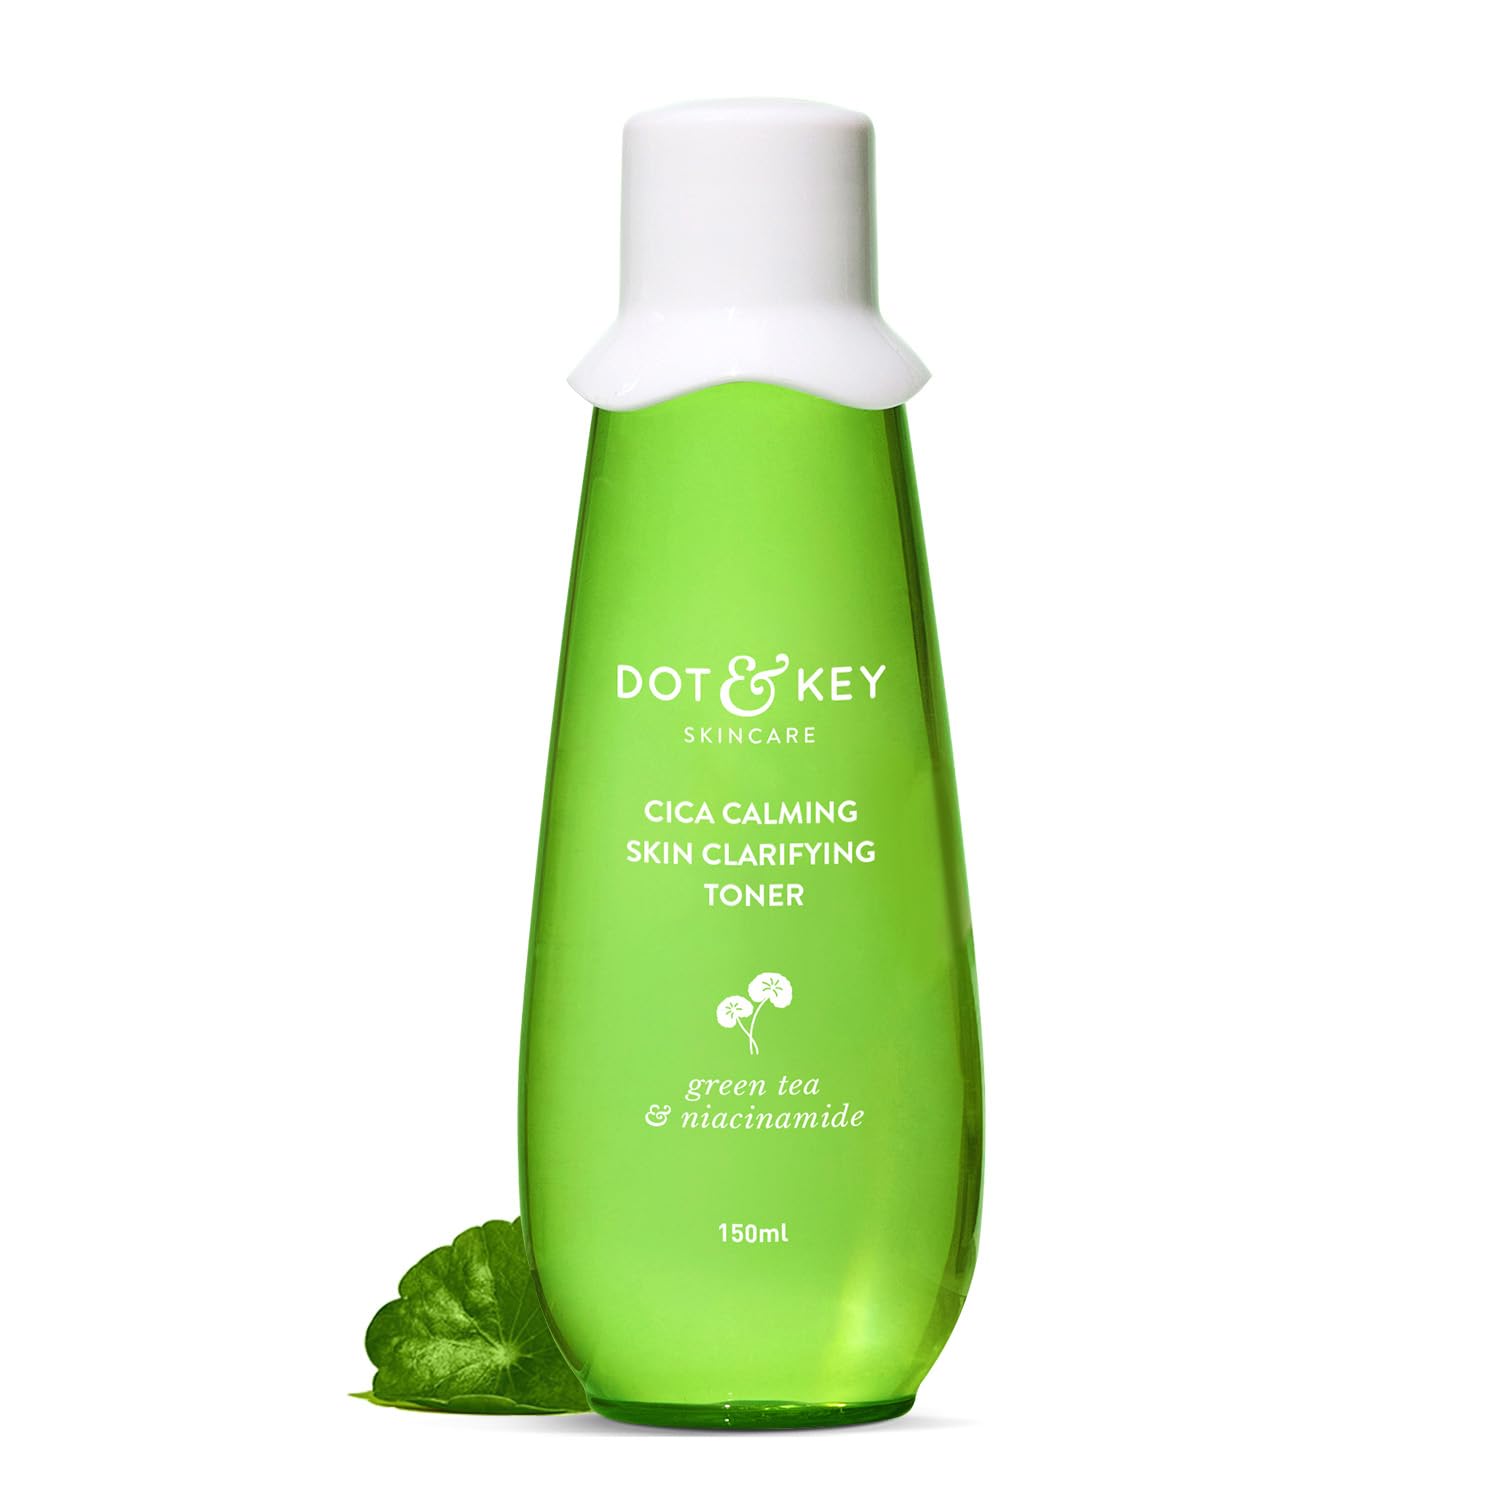 DOT & KEY
SKINCARE
CICA CALMING
SKIN CLARIFYING
TONER
green tea
& niacinamide
150ml